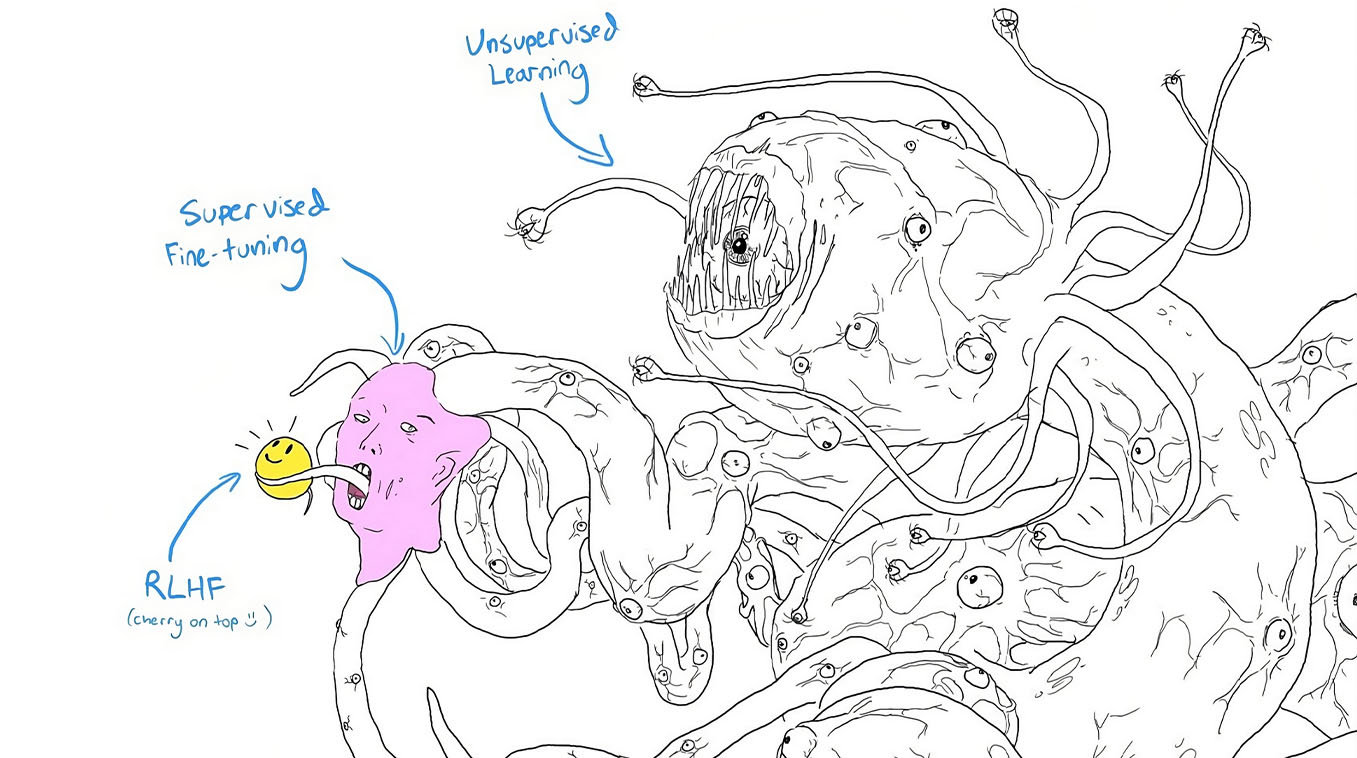 Unsupervised
Learning
Supervised
Fine-tuning
RLHF
(cherry on top :))